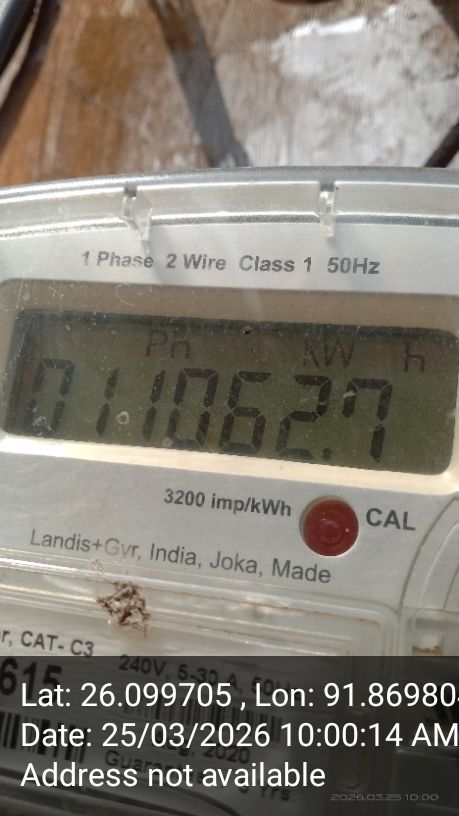 1 Phase 2 Wire Class 1 50Hz
Ph kW h
011062.7
3200 imp/kWh
CAL
Landis+Gyr, India, Joka, Made
r, CAT- C3
615
240V, 5-30 A, 50H
Lat: 26.099705 , Lon: 91.86980
Date: 25/03/2026 10:00:14 AM
2020
Address not available
2026.03.25 10:00